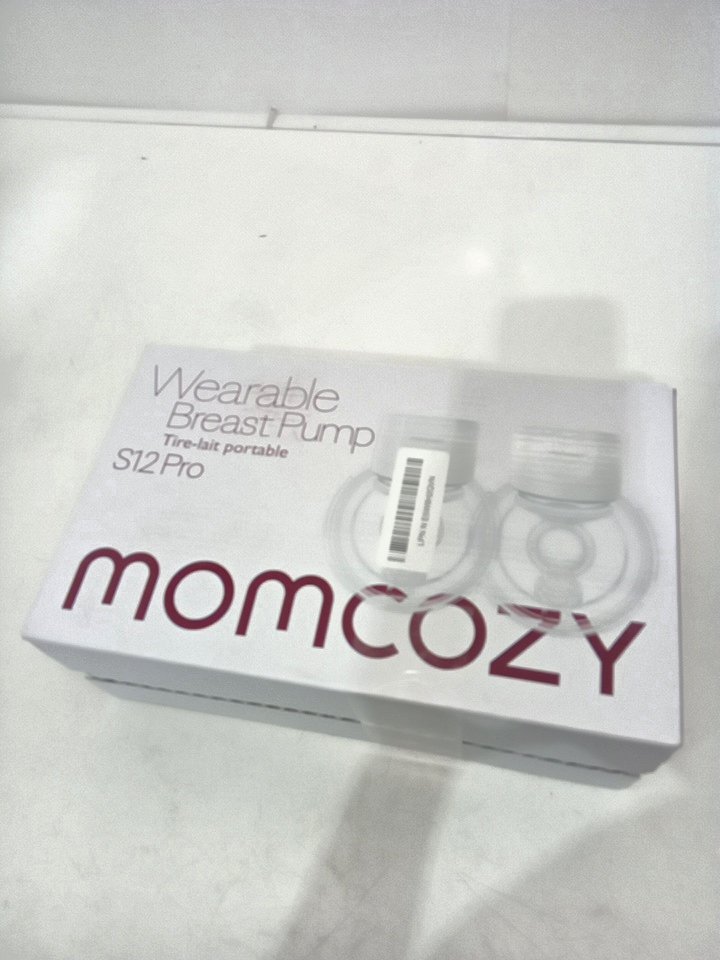 Wearable
Breast Pump
Tire-lait portable
S12 Pro
momcozy